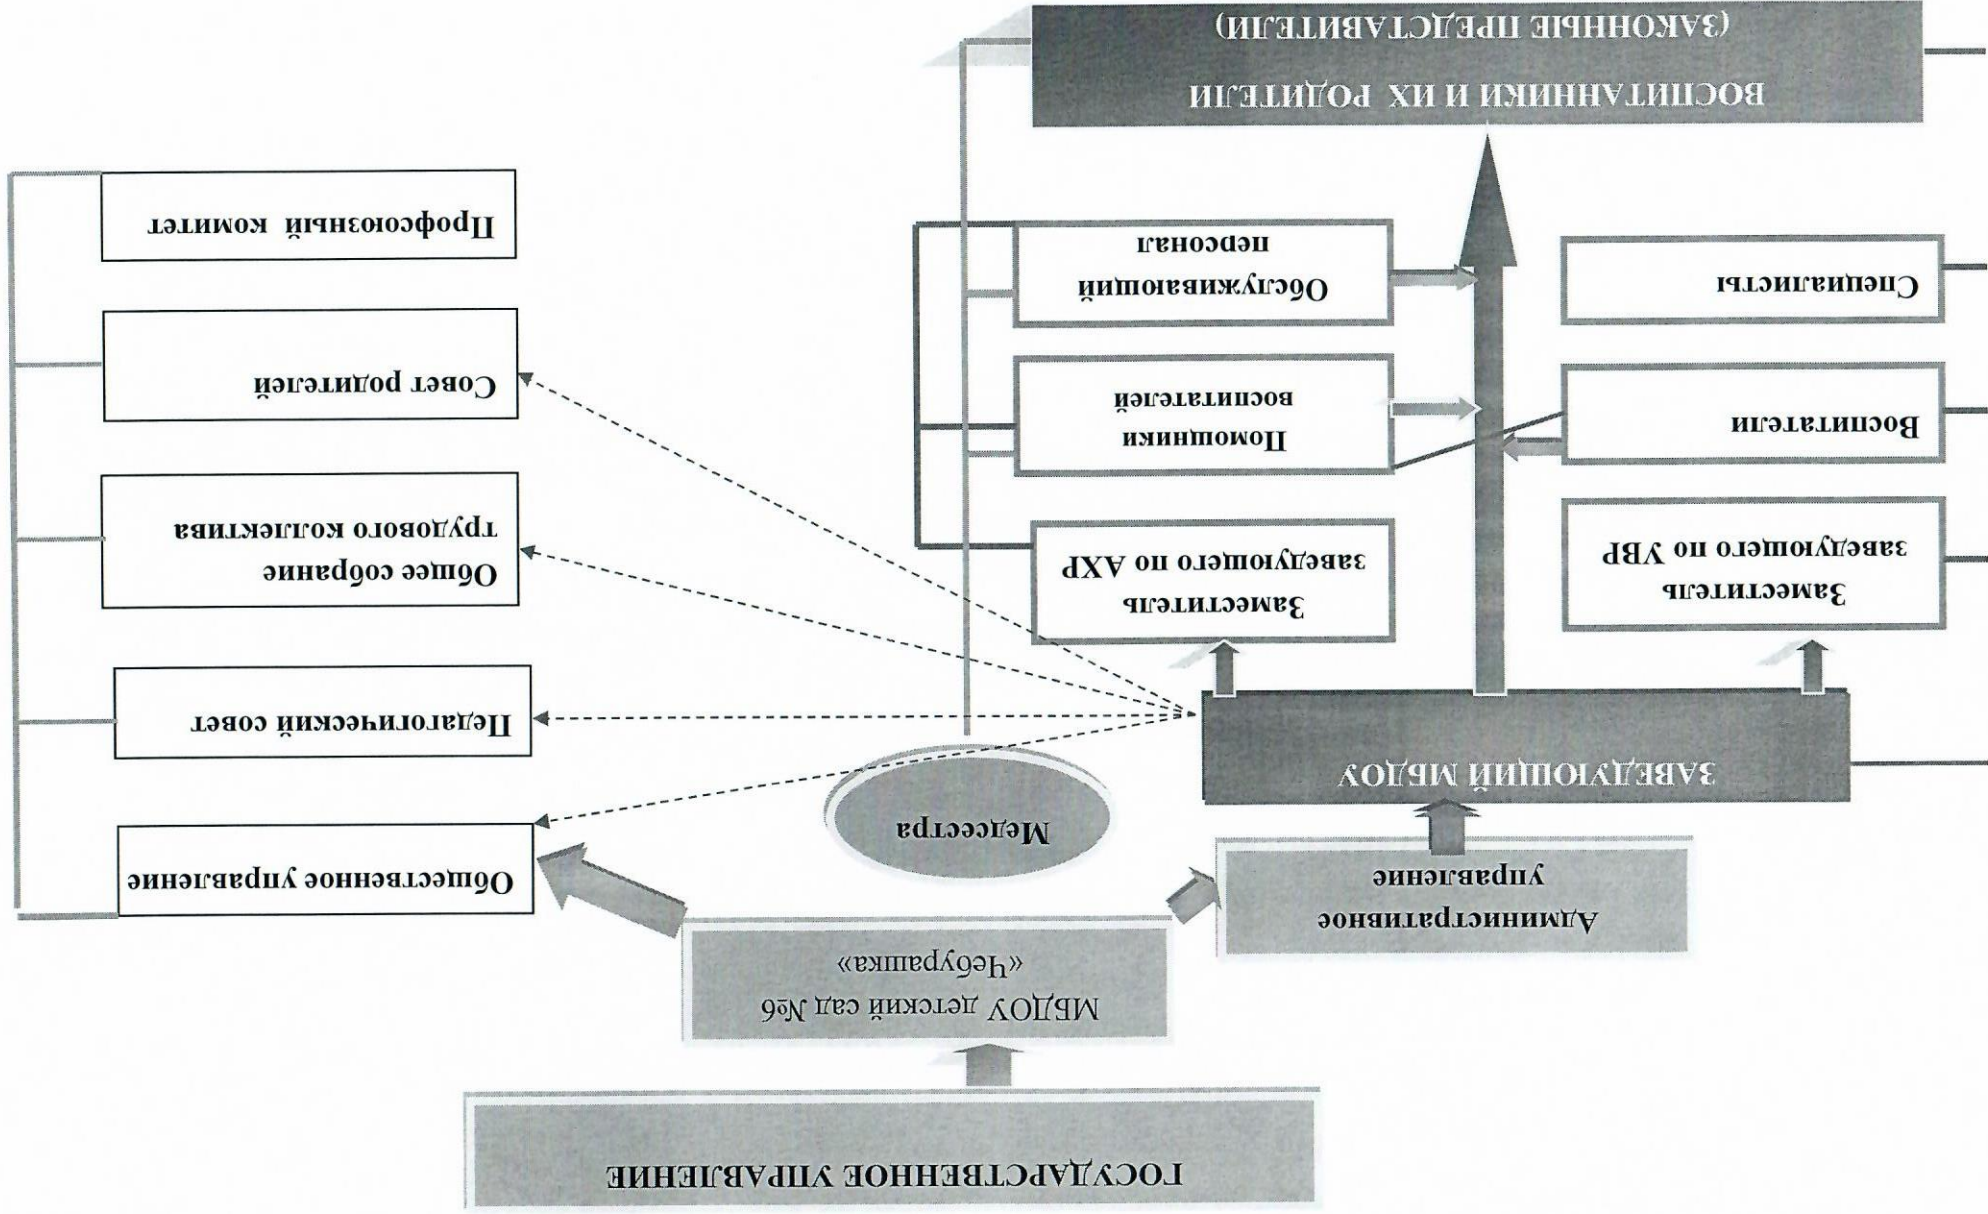 ГОСУДАРСТВЕННОЕ УПРАВЛЕНИЕ
МБДОУ детский сад №6
«Чебурашка»
Административное
управление
Общественное управление
Медсестра
ЗАВЕДУЮЩИЙ МБДОУ
Педагогический совет
Заместитель
заведующего по УВР
Заместитель
заведующего по АХР
Общее собрание
трудового коллектива
Воспитатели
Помощники
воспитателей
Совет родителей
Специалисты
Обслуживающий
персонал
Профсоюзный комитет
ВОСПИТАННИКИ И ИХ РОДИТЕЛИ
(ЗАКОННЫЕ ПРЕДСТАВИТЕЛИ)